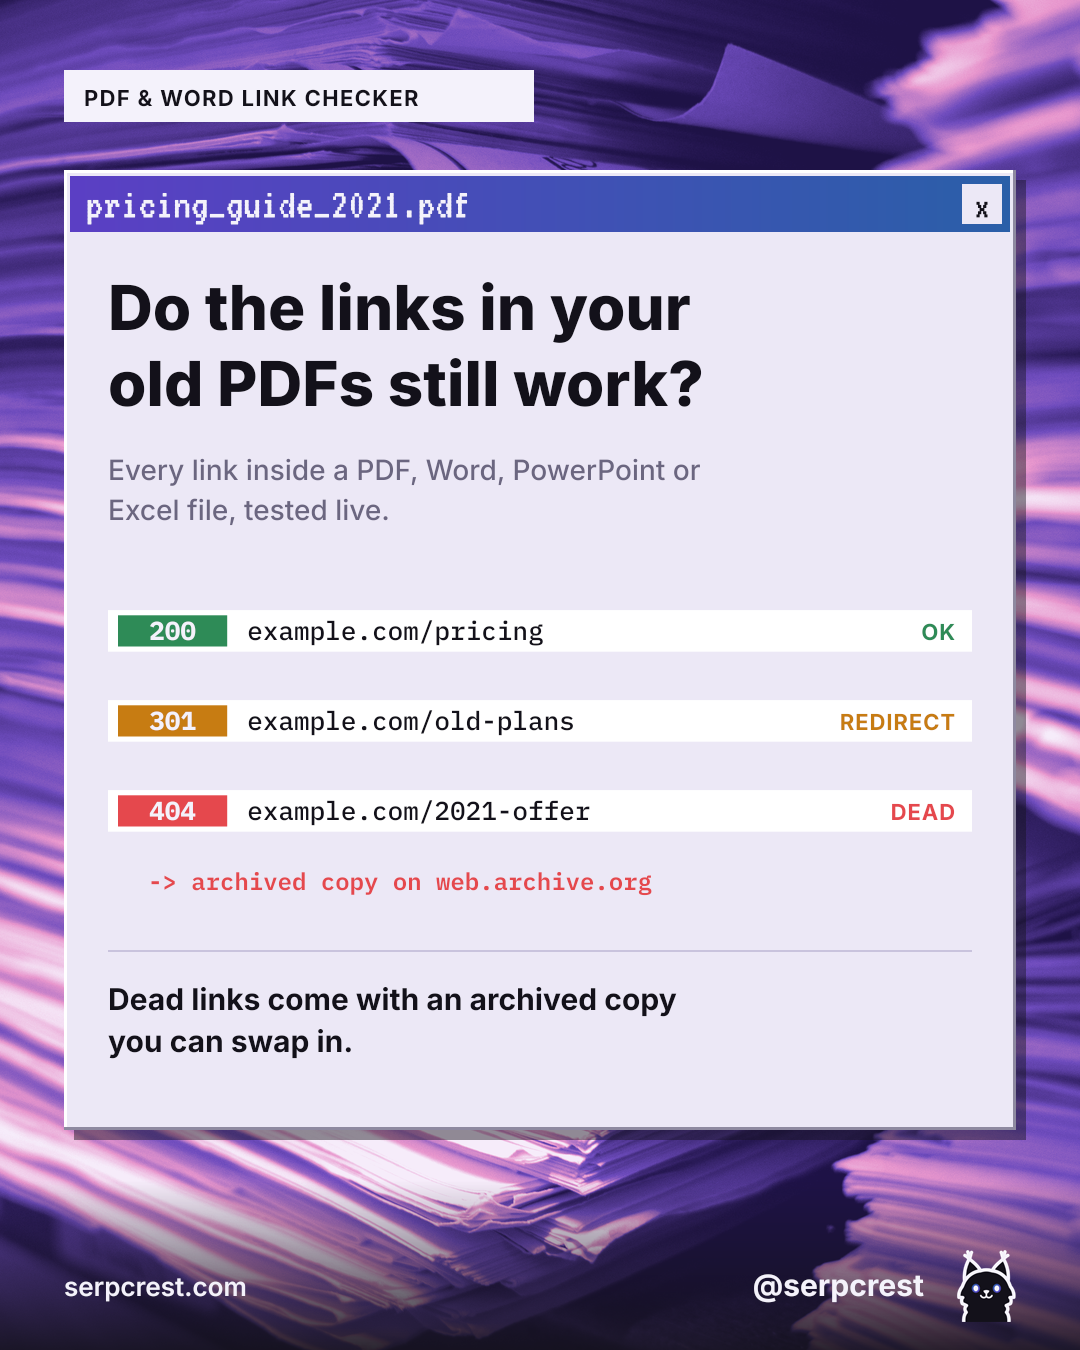 PDF & WORD LINK CHECKER
pricing_guide_2021.pdf
x
Do the links in your
old PDFs still work?
Every link inside a PDF, Word, PowerPoint or
Excel file, tested live.
200 example.com/pricing OK
301 example.com/old-plans REDIRECT
404 example.com/2021-offer DEAD
-> archived copy on web.archive.org
Dead links come with an archived copy
you can swap in.
serpcrest.com
@serpcrest